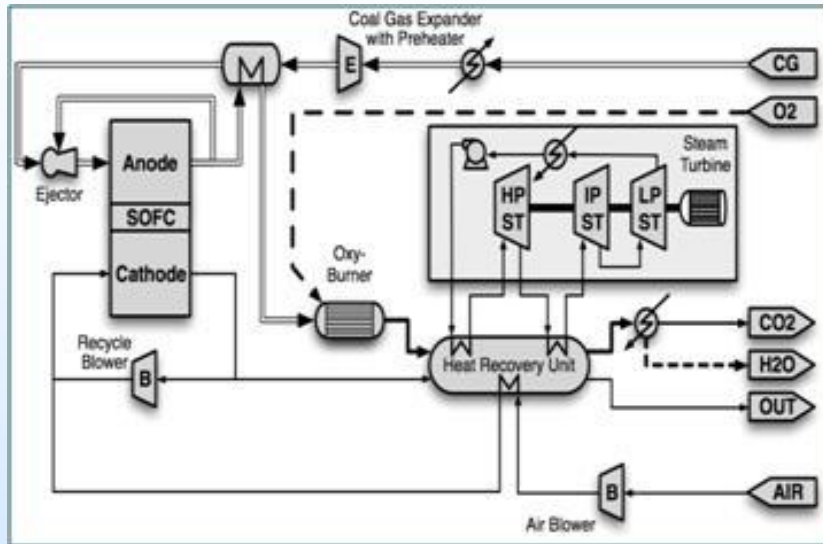 Coal Gas Expander
with Preheater
E
CG
O2
Steam
Turbine
Anode
Ejector
HP
ST
IP
ST
LP
ST
SOFC
Oxy-
Burner
Cathode
CO2
Recycle
Blower
Heat Recovery Unit
B
H2O
OUT
B
AIR
Air Blower